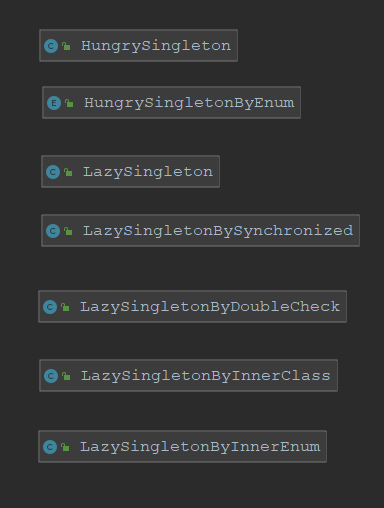 C HungrySingleton
E HungrySingletonByEnum
C LazySingleton
C LazySingletonBySynchronized
C LazySingletonByDoubleCheck
C LazySingletonByInnerClass
C LazySingletonByInnerEnum